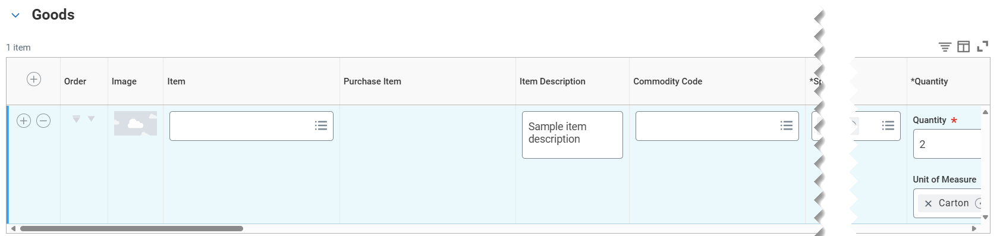 Goods
1 item
Order Image Item Purchase Item Item Description Commodity Code *Quantity
Quantity *
Sample item
description
2
Unit of Measure
Carton